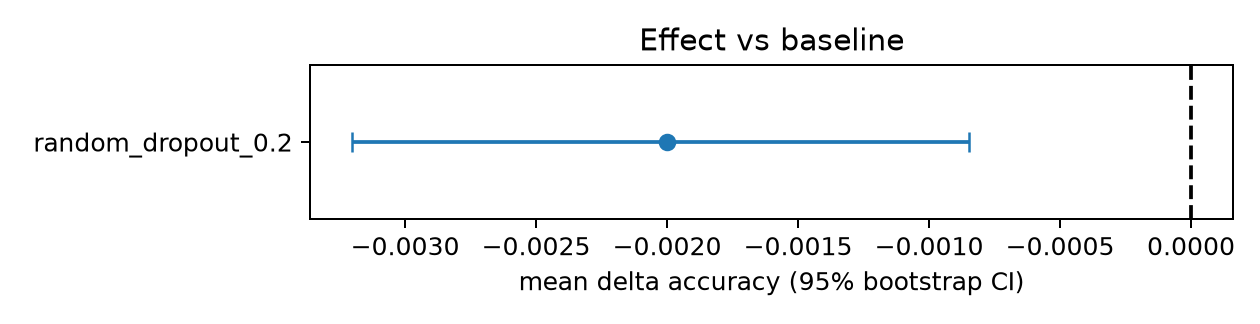 Effect vs baseline
random_dropout_0.2
−0.0030 −0.0025 −0.0020 −0.0015 −0.0010 −0.0005 0.0000
mean delta accuracy (95% bootstrap CI)